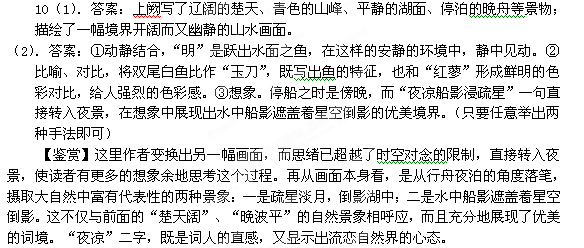 10（1）．答案：上阙写了辽阔的楚天、青色的山峰、平静的湖面、停泊的晚舟等景物；
描绘了一幅境界开阔而又幽静的山水画面。
（2）．答案：①动静结合，“明”是跃出水面之鱼，在这样的安静的环境中，静中见动。②
比喻、对比，将双尾白鱼比作“玉刀”，既写出鱼的特征，也和“红蓼”形成鲜明的色
彩对比，给人强烈的色彩感。③想象。停船之时是傍晚，而“夜凉船影浸疏星”一句直
接转入夜景，在想象中展现出水中船影遮盖着星空倒影的优美境界。（只要任意举出两
种手法即可）
【鉴赏】这里作者变换出另一幅画面，而思绪已超越了时空对念的限制，直接转入夜
景，使读者有更多的想象余地思考这个过程。再从画面本身看，是从行舟夜泊的角度落笔，
摄取大自然中富有代表性的两种景象：一是疏星淡月，倒影湖中；二是水中船影遮盖着星空
倒影。这不仅与前面的“楚天阔”、“晚波平”的自然景象相呼应，而且充分地展现了优美
的词境。“夜凉”二字，既是词人的直感，又显示出流恋自然界的心态。